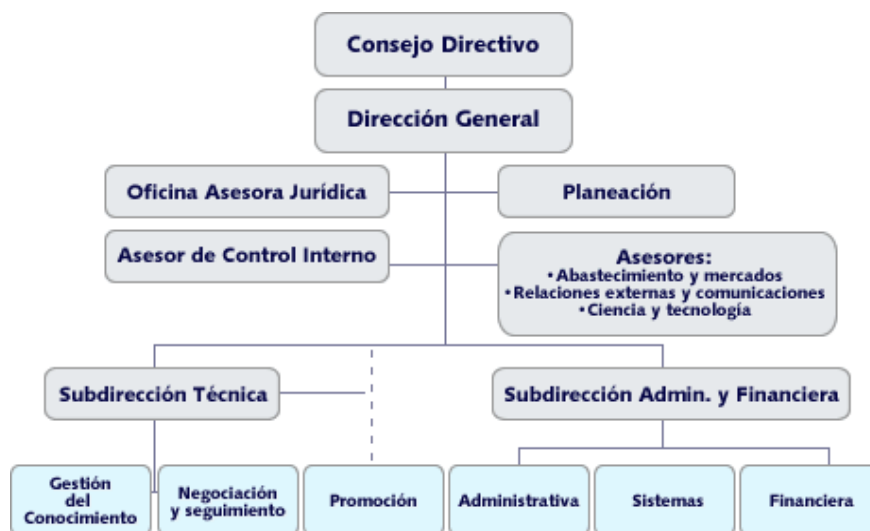 Consejo Directivo
Dirección General
Oficina Asesora Jurídica
Planeación
Asesor de Control Interno
Asesores:
•Abastecimiento y mercados
•Relaciones externas y comunicaciones
•Ciencia y tecnología
Subdirección Técnica
Subdirección Admin. y Financiera
Gestión
del
Conocimiento
Negociación
y seguimiento
Promoción
Administrativa
Sistemas
Financiera